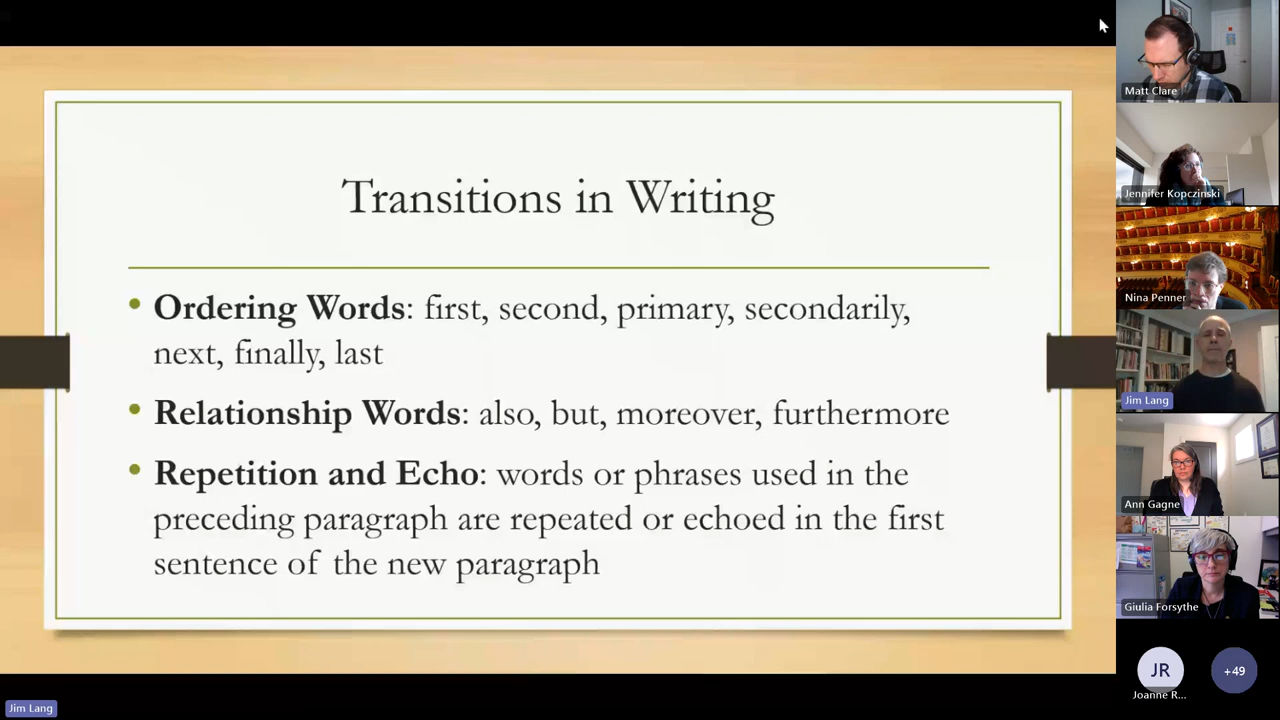 Transitions in Writing
• Ordering Words: first, second, primary, secondarily,
next, finally, last
• Relationship Words: also, but, moreover, furthermore
• Repetition and Echo: words or phrases used in the
preceding paragraph are repeated or echoed in the first
sentence of the new paragraph
Matt Clare
Jennifer Kopczinski
Nina Penner
Jim Lang
Ann Gagne
Giulia Forsythe
JR
Joanne R...
+49
Jim Lang